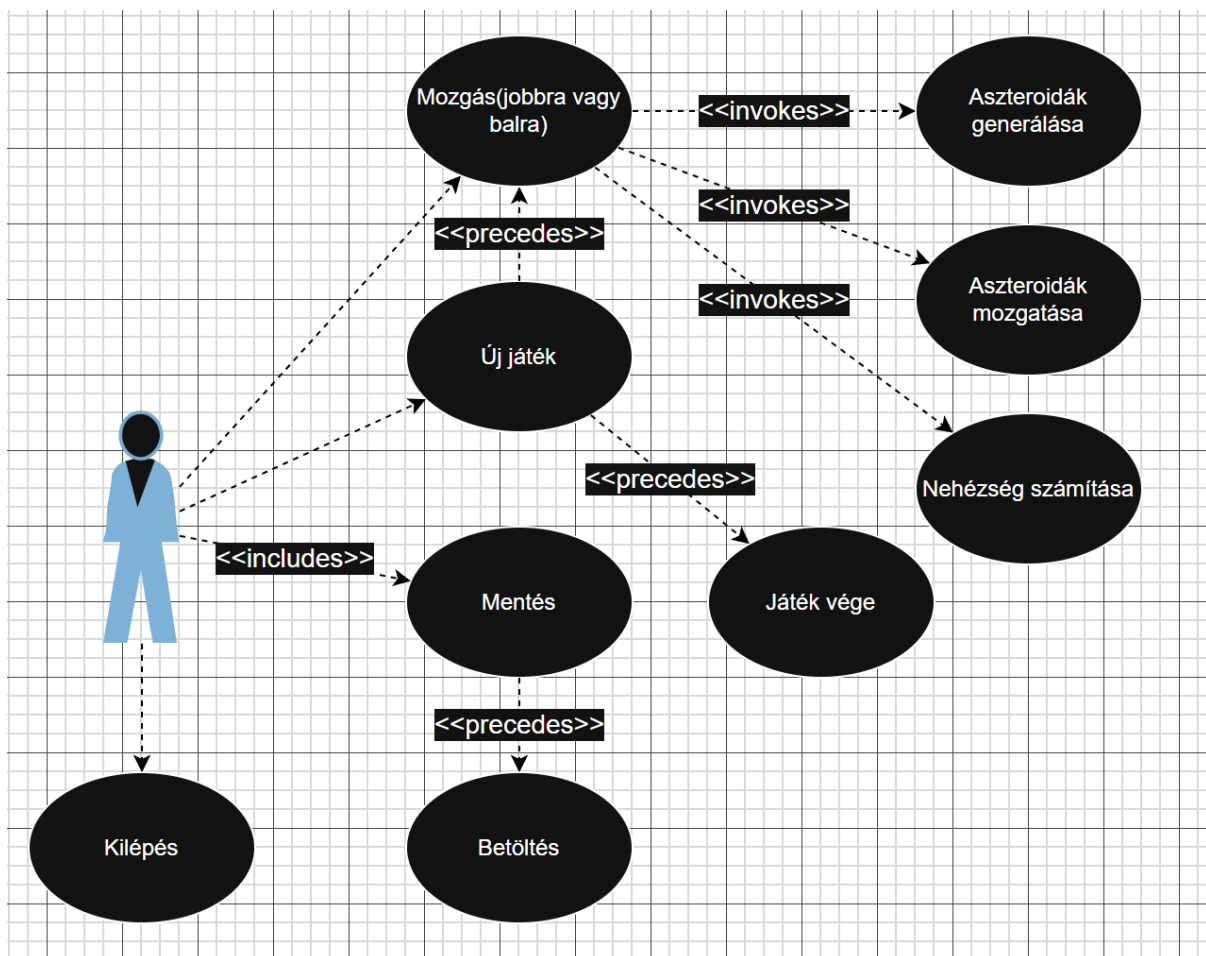 Mozgás(jobbra vagy
balra)
<<invokes>>
Aszteroidák
generálása
<<invokes>>
<<precedes>>
Aszteroidák
mozgatása
<<invokes>>
Új játék
<<precedes>>
Nehézség számítása
<<includes>>
Mentés
Játék vége
<<precedes>>
Kilépés
Betöltés